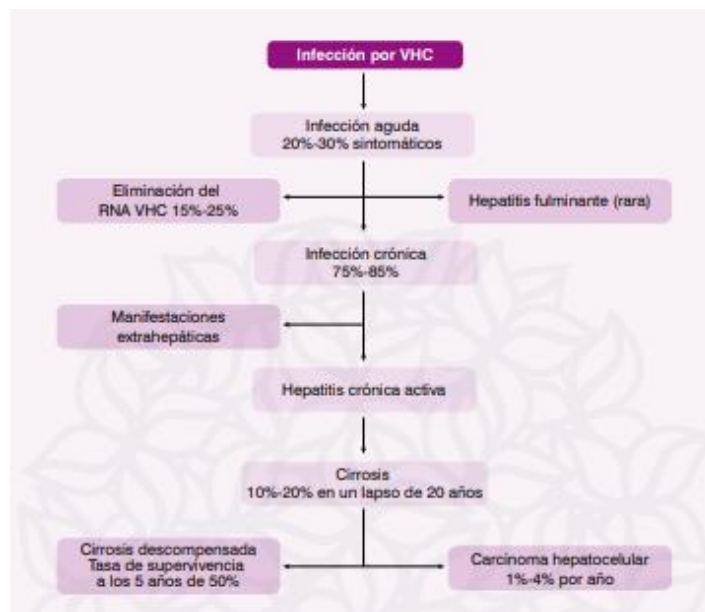 Infección por VHC
Infección aguda
20%-30% sintomáticos
Eliminación del
RNA VHC 15%-25%
Hepatitis fulminante (rara)
Infección crónica
75%-85%
Manifestaciones
extrahepáticas
Hepatitis crónica activa
Cirrosis
10%-20% en un lapso de 20 años
Cirrosis descompensada
Tasa de supervivencia
a los 5 años de 50%
Carcinoma hepatocelular
1%-4% por año